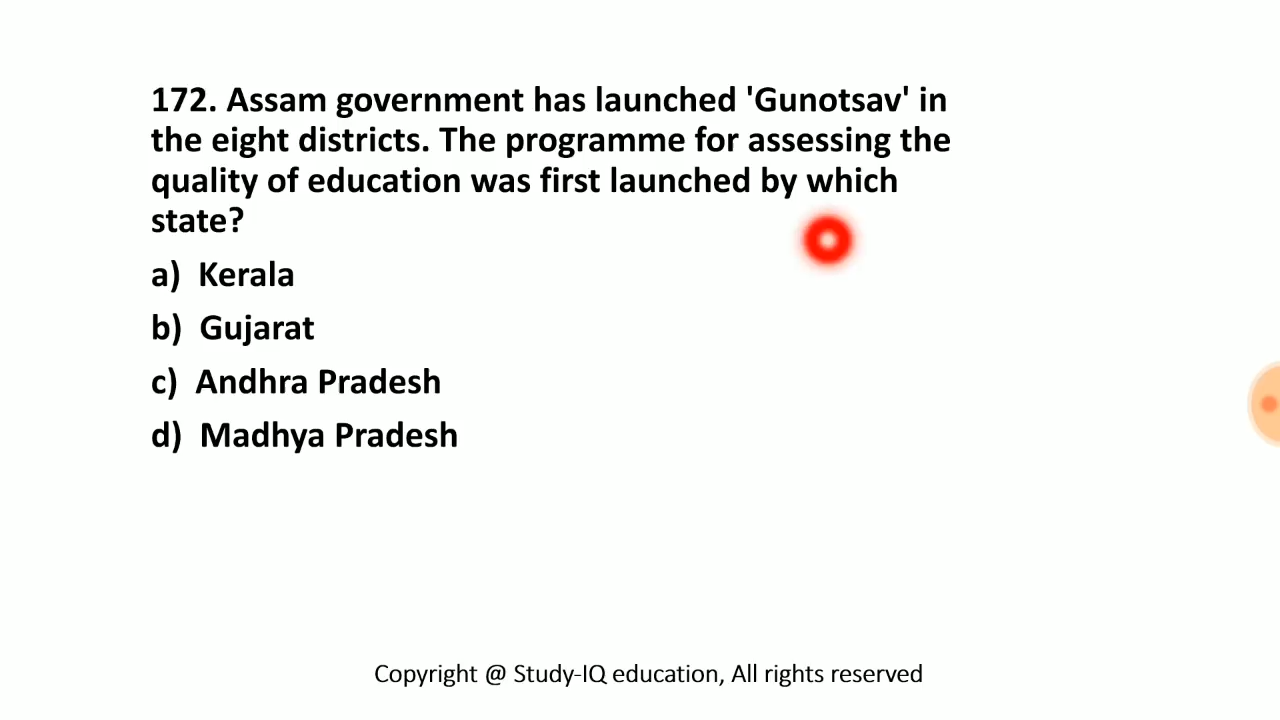 172. Assam government has launched 'Gunotsav' in
the eight districts. The programme for assessing the
quality of education was first launched by which
state?
a) Kerala
b) Gujarat
c) Andhra Pradesh
d) Madhya Pradesh
Copyright @ Study-IQ education, All rights reserved